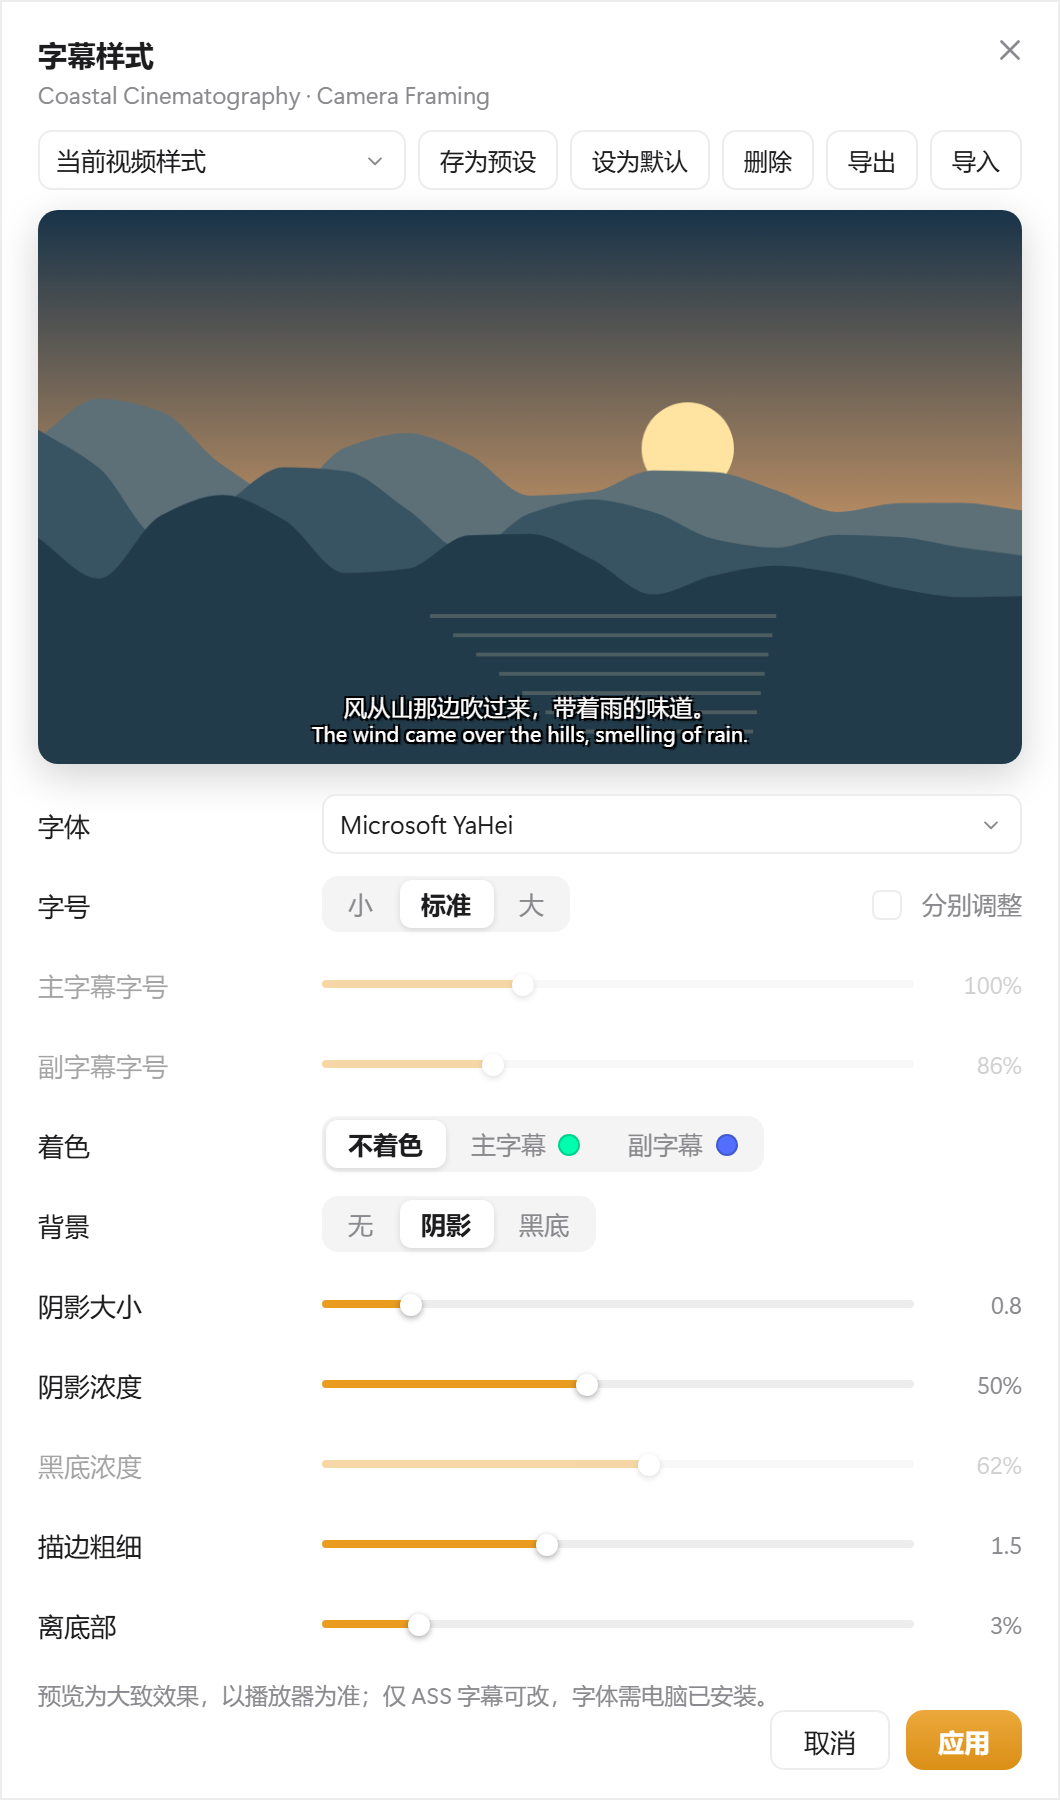 字幕样式
Coastal Cinematography · Camera Framing
当前视频样式 存为预设 设为默认 删除 导出 导入
风从山那边吹过来，带着雨的味道。
The wind came over the hills, smelling of rain.
字体 Microsoft YaHei
字号 小 标准 大 分别调整
主字幕字号 100%
副字幕字号 86%
着色 不着色 主字幕 副字幕
背景 无 阴影 黑底
阴影大小 0.8
阴影浓度 50%
黑底浓度 62%
描边粗细 1.5
离底部 3%
预览为大致效果，以播放器为准；仅 ASS 字幕可改，字体需电脑已安装。
取消 应用